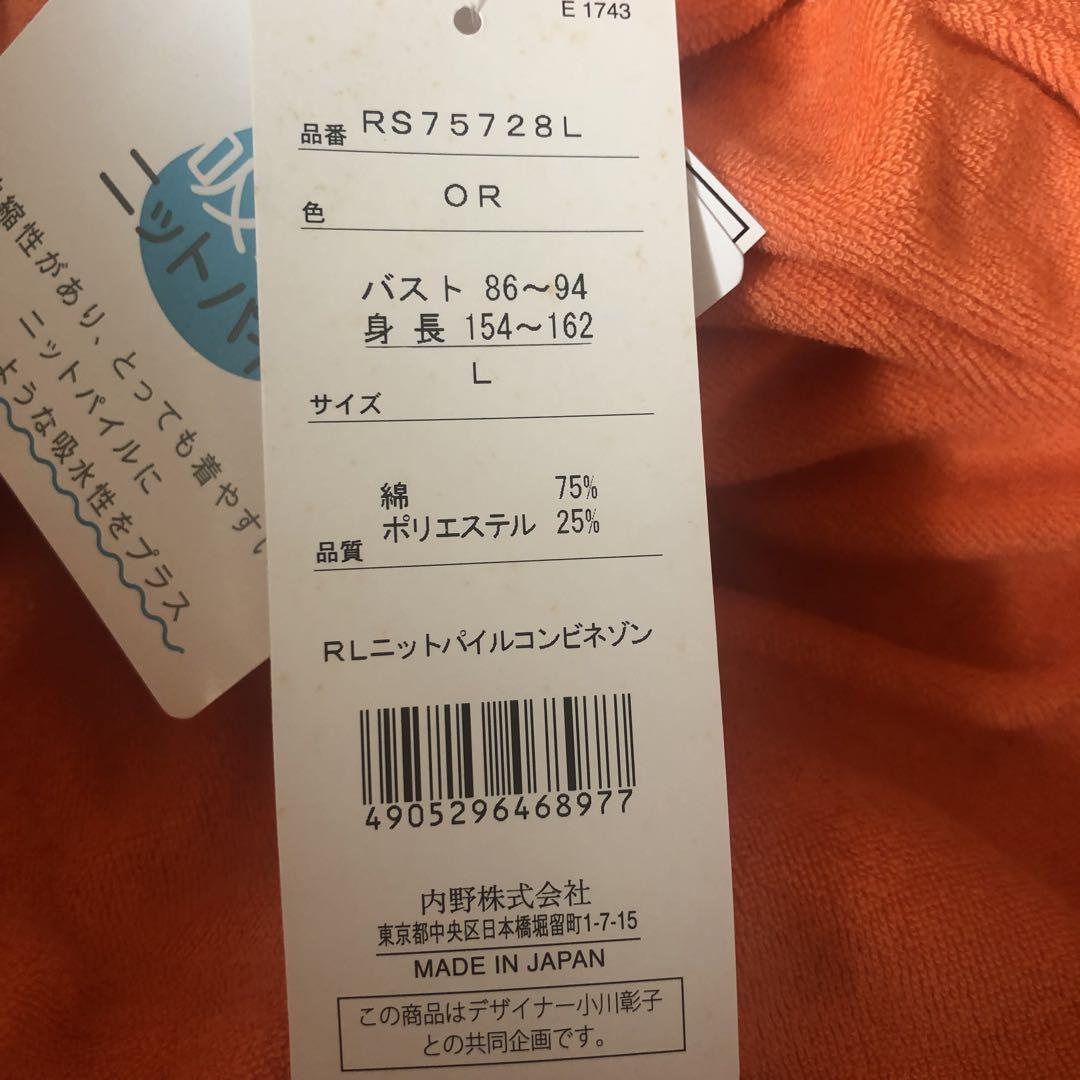 E 1743
品番 RS75728L
色 OR
バスト 86～94
身長 154～162
L
サイズ
綿 75%
ポリエステル 25%
品質
RLニットパイルコンビネゾン
4905296468977
内野株式会社
東京都中央区日本橋堀留町1-7-15
MADE IN JAPAN
この商品はデザイナー小川彰子
との共同企画です。
吸
ニットパイ
縮性があり、とっても着やすい
ニットパイルに
ような吸水性をプラス